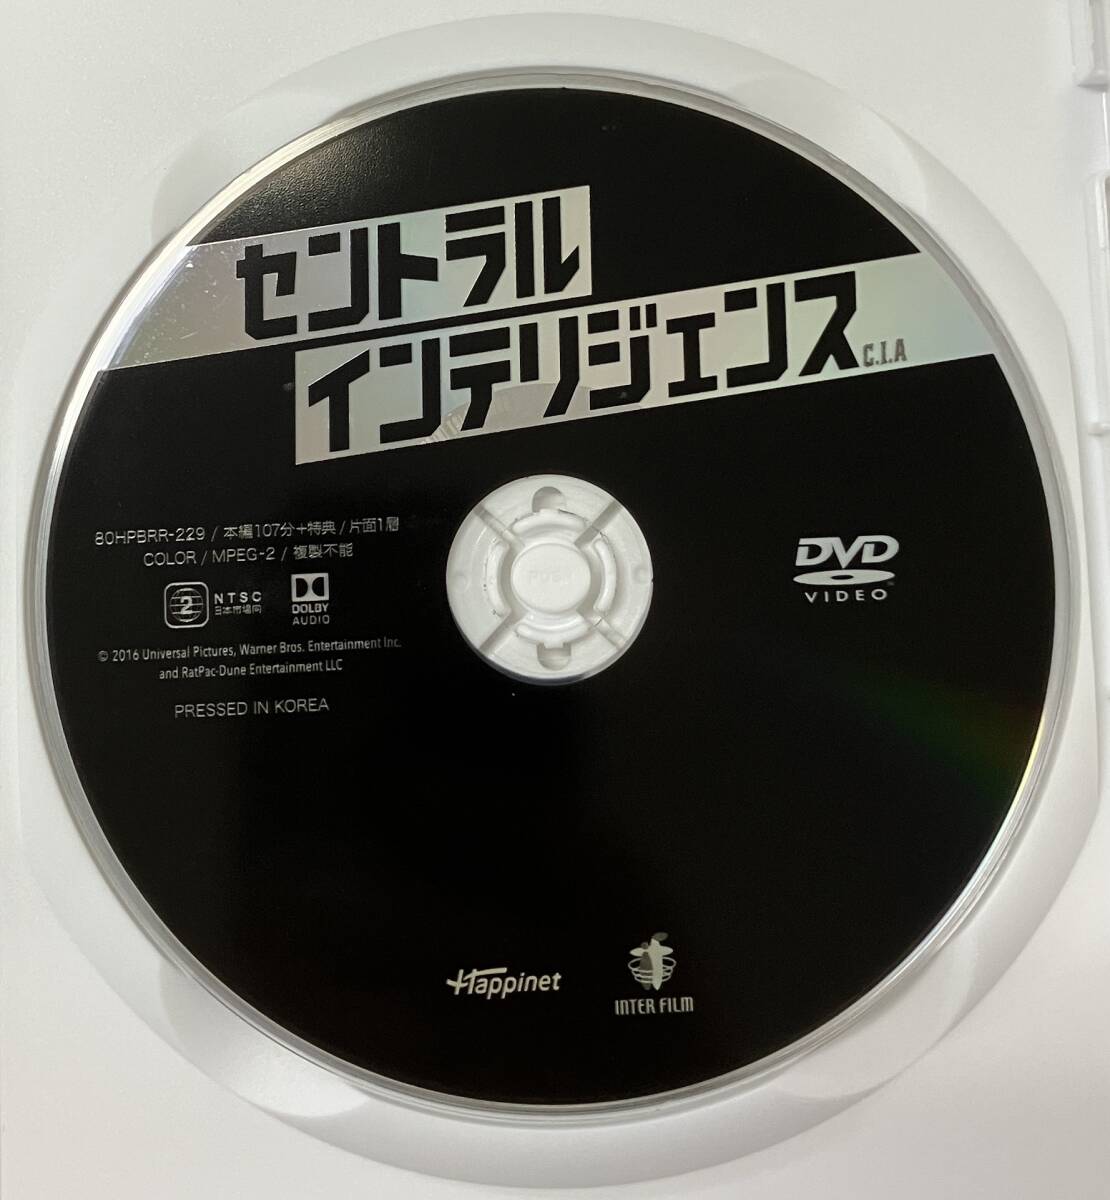 セントラル
インテリジェンス
C.I.A
80HPBRR-229 / 本編107分+特典 / 片面1層
COLOR / MPEG-2 / 複製不能
2 NTSC 日本市場向
DOLBY
AUDIO
© 2016 Universal Pictures, Warner Bros. Entertainment Inc.
and RatPac-Dune Entertainment LLC
PRESSED IN KOREA
PUSH
DVD
VIDEO
Happinet
INTER FILM